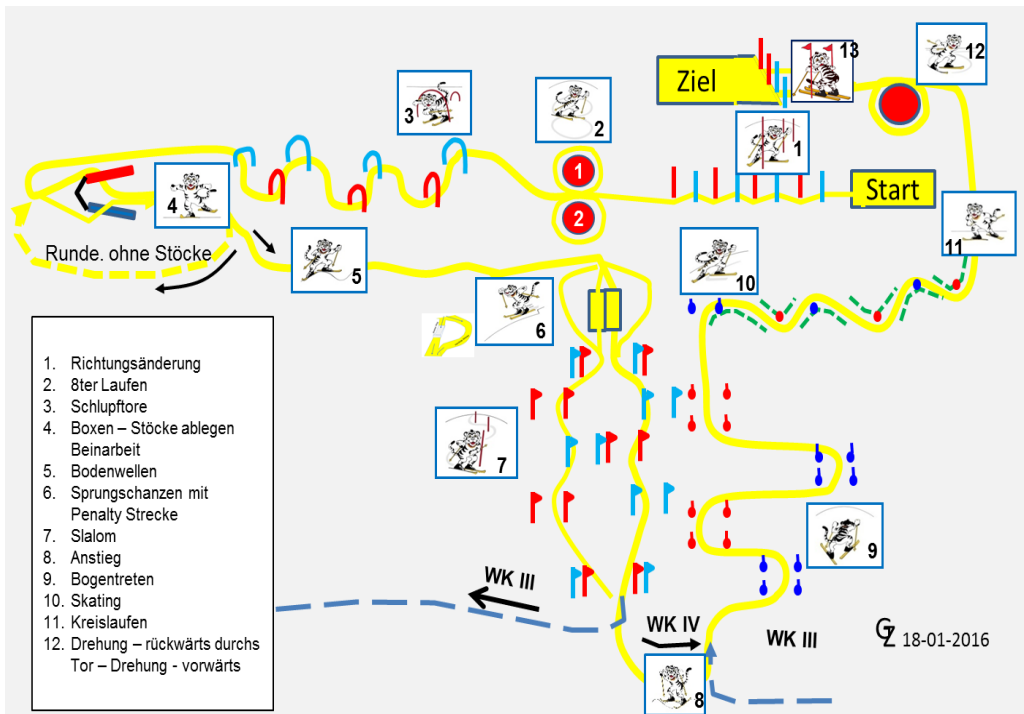 Ziel
13
12
3
2
1
1
4
Start
2
11
Runde. ohne Stöcke
5
10
6
1. Richtungsänderung
2. 8ter Laufen
3. Schlupftore
4. Boxen – Stöcke ablegen
Beinarbeit
5. Bodenwellen
6. Sprungschanzen mit
Penalty Strecke
7. Slalom
8. Anstieg
9. Bogentreten
10. Skating
11. Kreislaufen
12. Drehung – rückwärts durchs
Tor – Drehung - vorwärts
7
9
WK III
WK IV
WK III
GZ 18-01-2016
8